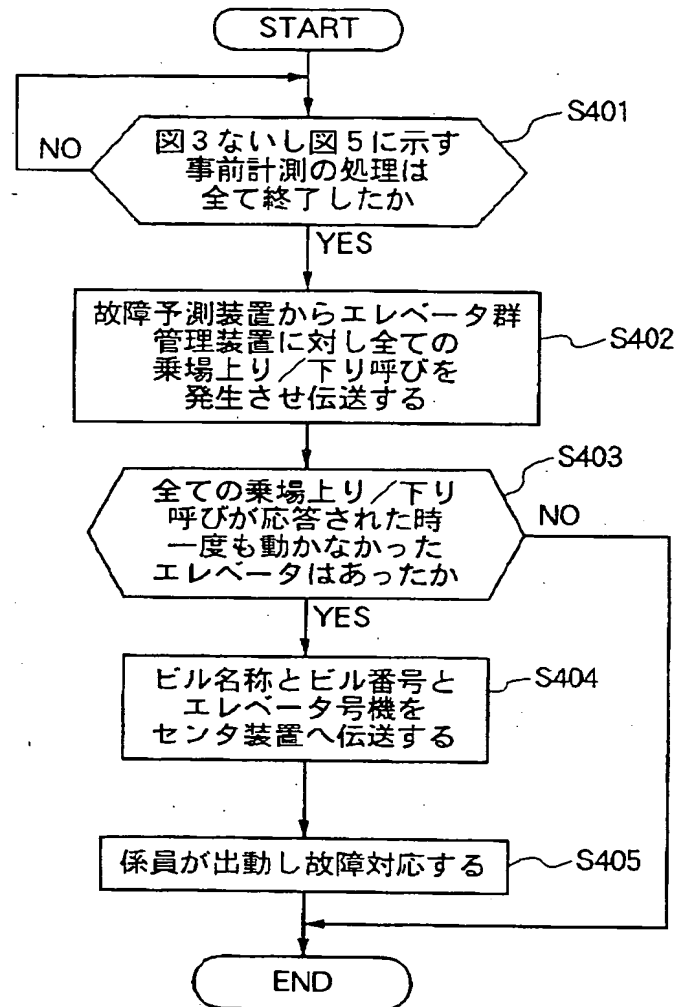 START
S401
NO
図3ないし図5に示す
事前計測の処理は
全て終了したか
YES
故障予測装置からエレベータ群
管理装置に対し全ての
乗場上り／下り呼びを
発生させ伝送する
S402
S403
全ての乗場上り／下り
呼びが応答された時
一度も動かなかった
エレベータはあったか
NO
YES
ビル名称とビル番号と
エレベータ号機を
センタ装置へ伝送する
S404
係員が出動し故障対応する
S405
END